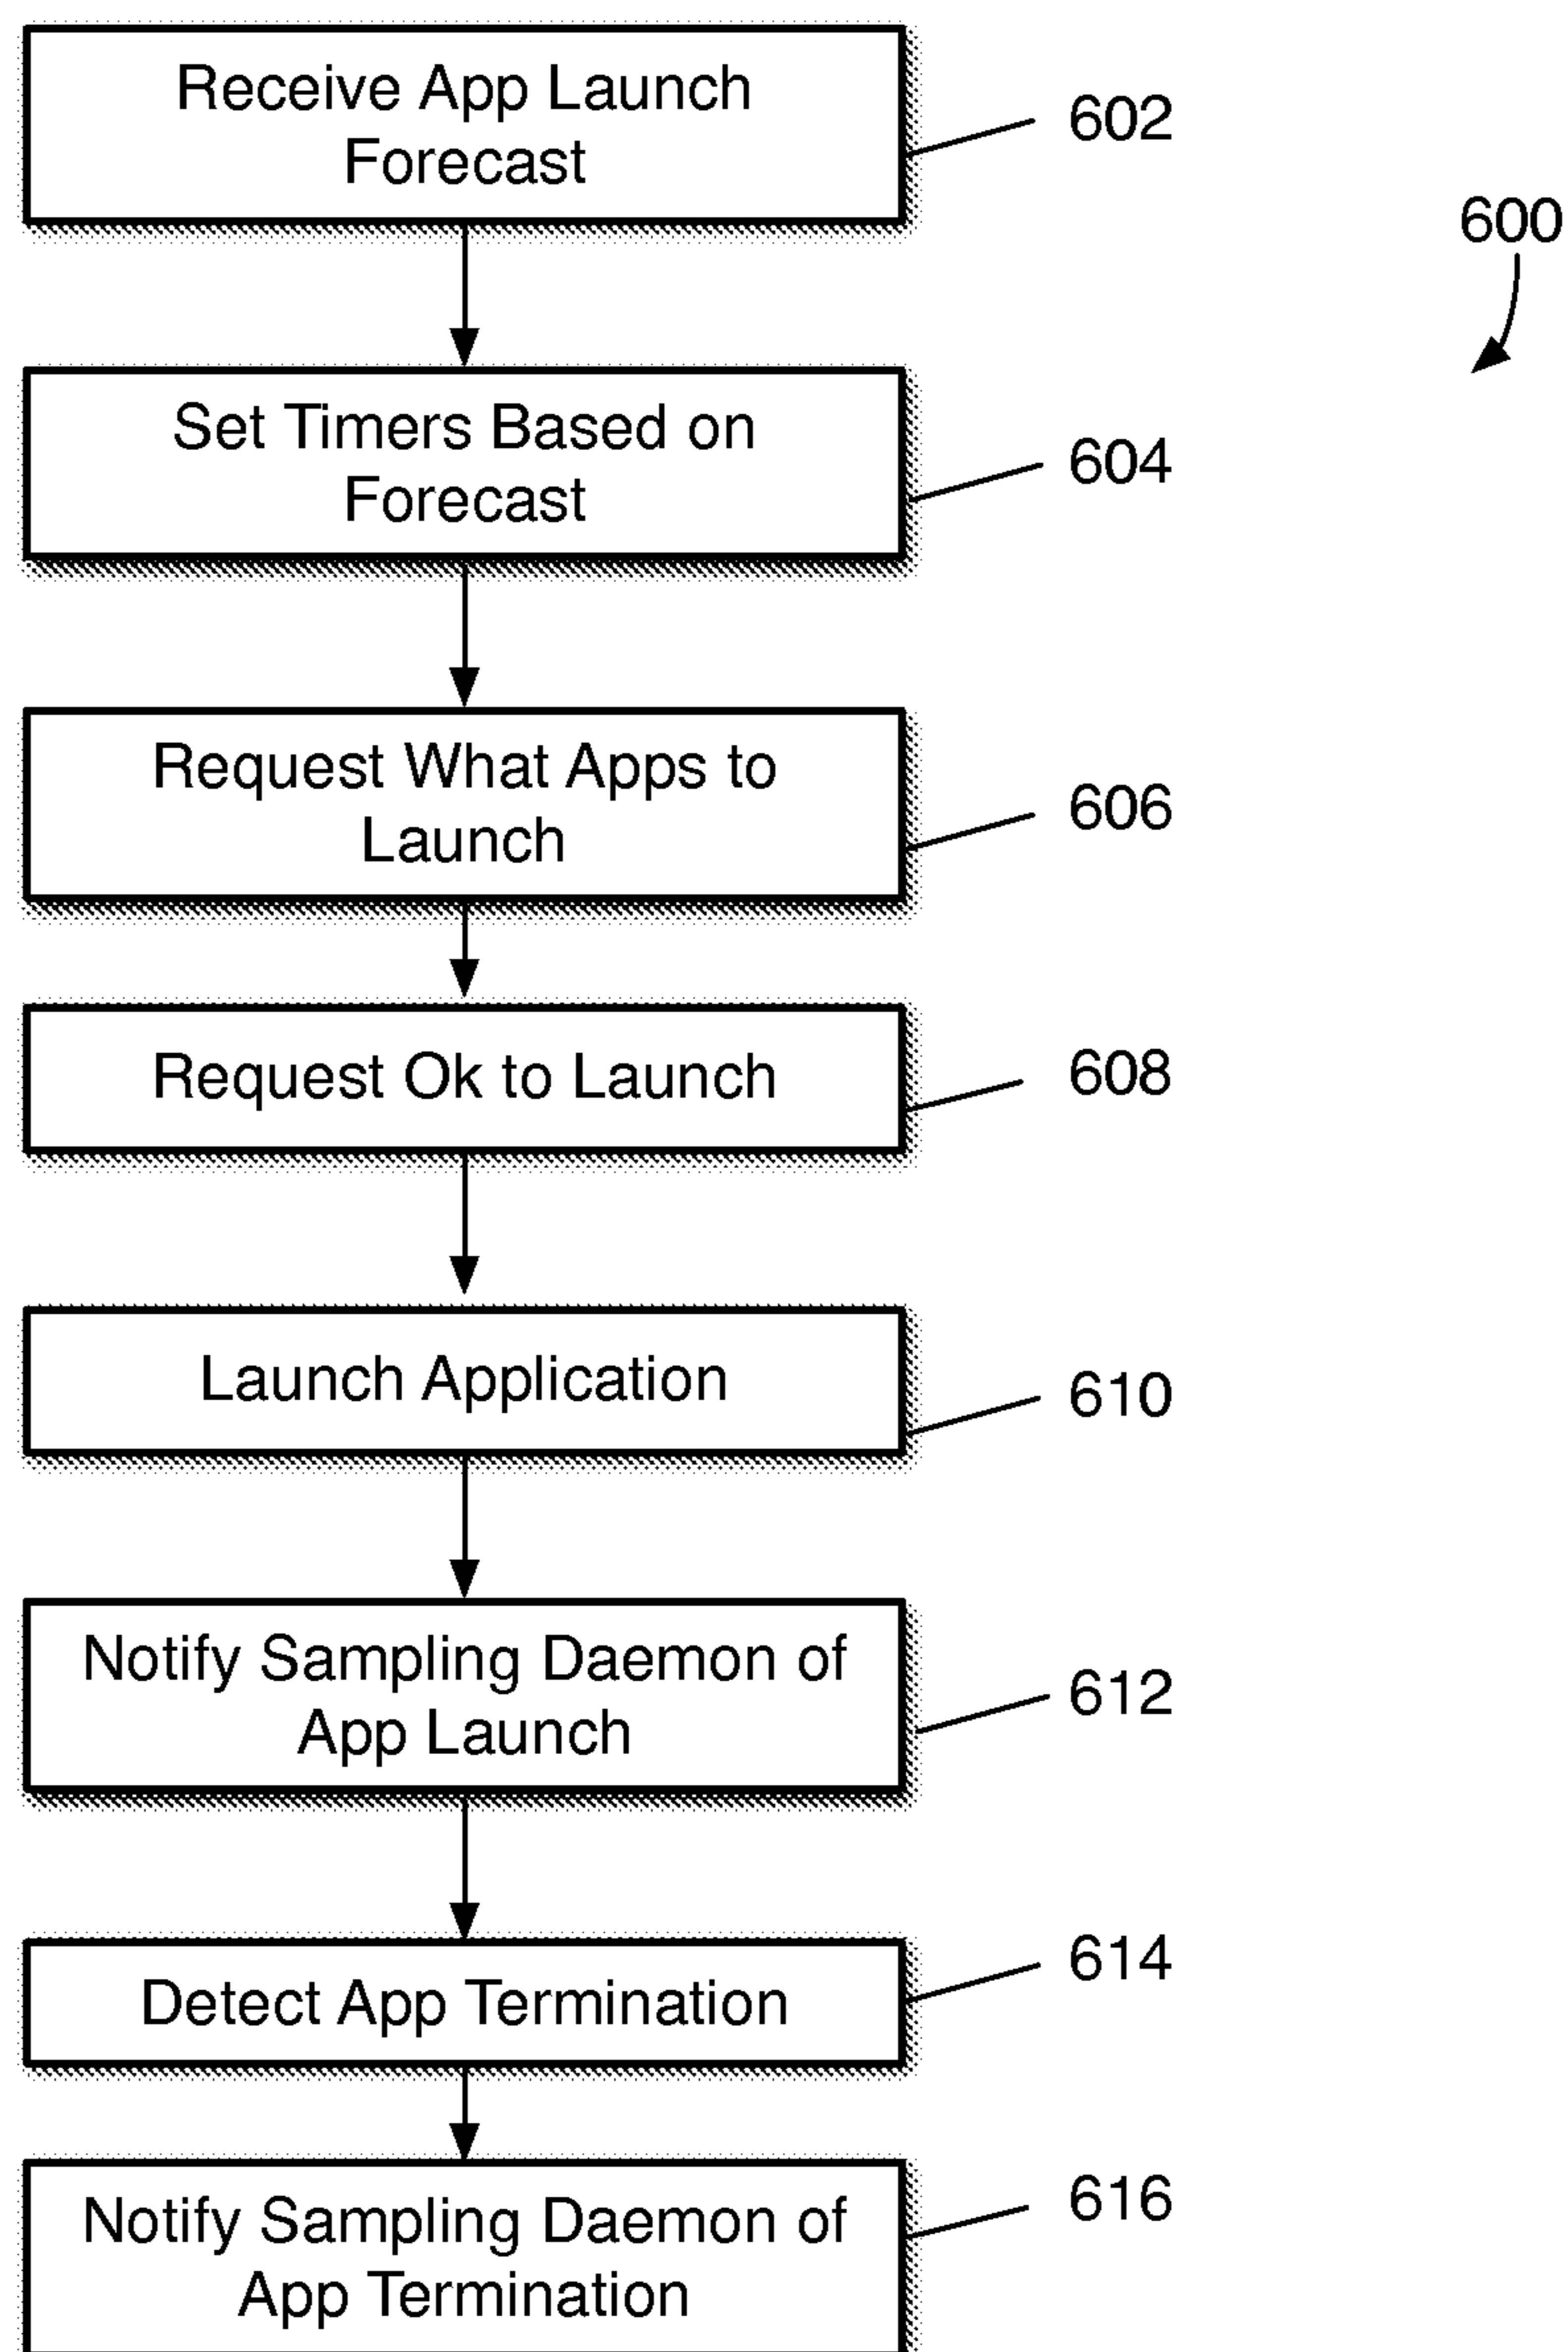 Receive App Launch
Forecast
602
600
Set Timers Based on
Forecast
604
Request What Apps to
Launch
606
Request Ok to Launch
608
Launch Application
610
Notify Sampling Daemon of
App Launch
612
Detect App Termination
614
Notify Sampling Daemon of
App Termination
616